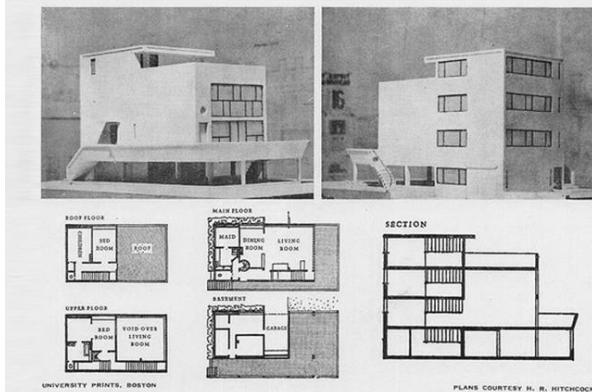 ROOF FLOOR
CHILDREN
BED
ROOM
ROOF
MAIN FLOOR
MAID
DINING
ROOM
LIVING
ROOM
UPPER FLOOR
BED
ROOM
VOID OVER
LIVING
ROOM
BASEMENT
GARAGE
SECTION
UNIVERSITY PRINTS, BOSTON
PLANS COURTESY H. R. HITCHCOCK